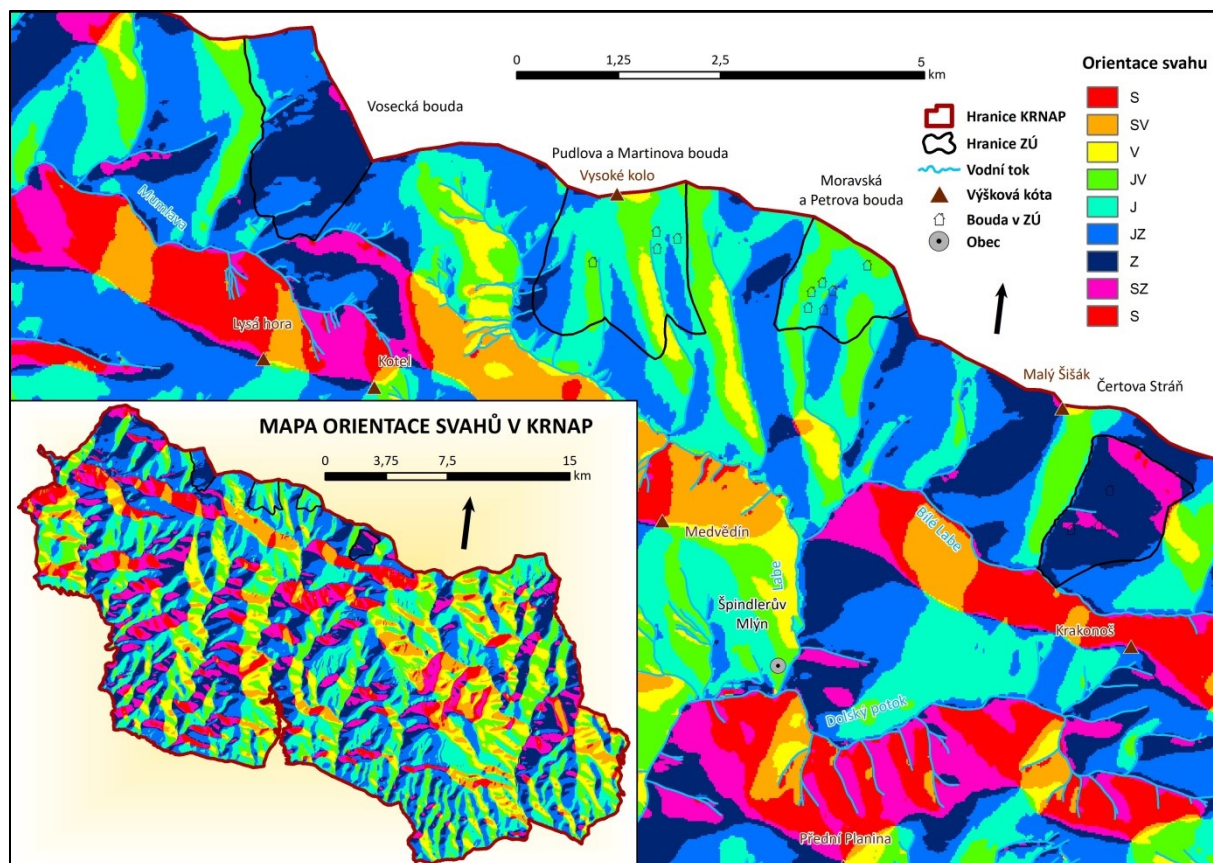 0
1,25
2,5
5
km
Orientace svahu
S
SV
V
JV
J
JZ
Z
SZ
S
Hranice KRNAP
Hranice ZÚ
Vodní tok
Výšková kóta
Bouda v ZÚ
Obec
Vosecká bouda
Pudlova a Martinova bouda
Vysoké kolo
Moravská
a Petrova bouda
Mumlava
Lysá hora
Kotel
Malý Šišák
Čertova Stráň
Medvědín
Bílé Labe
Labe
Špindlerův
Mlýn
Krakonoš
Dolský potok
Přední Planina
MAPA ORIENTACE SVAHŮ V KRNAP
0
3,75
7,5
15
km